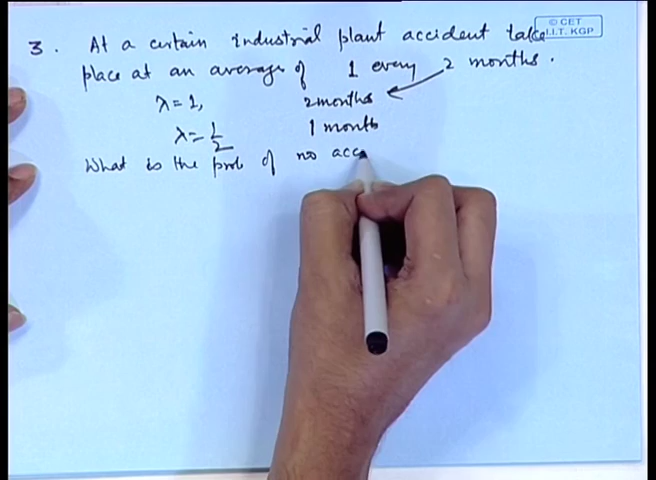 3. At a certain industrial plant accident take
© CET
I.I.T. KGP
place at an average of 1 every 2 months.
λ = 1, 2 months
λ = 1/2 1 month
What is the prob of no acc